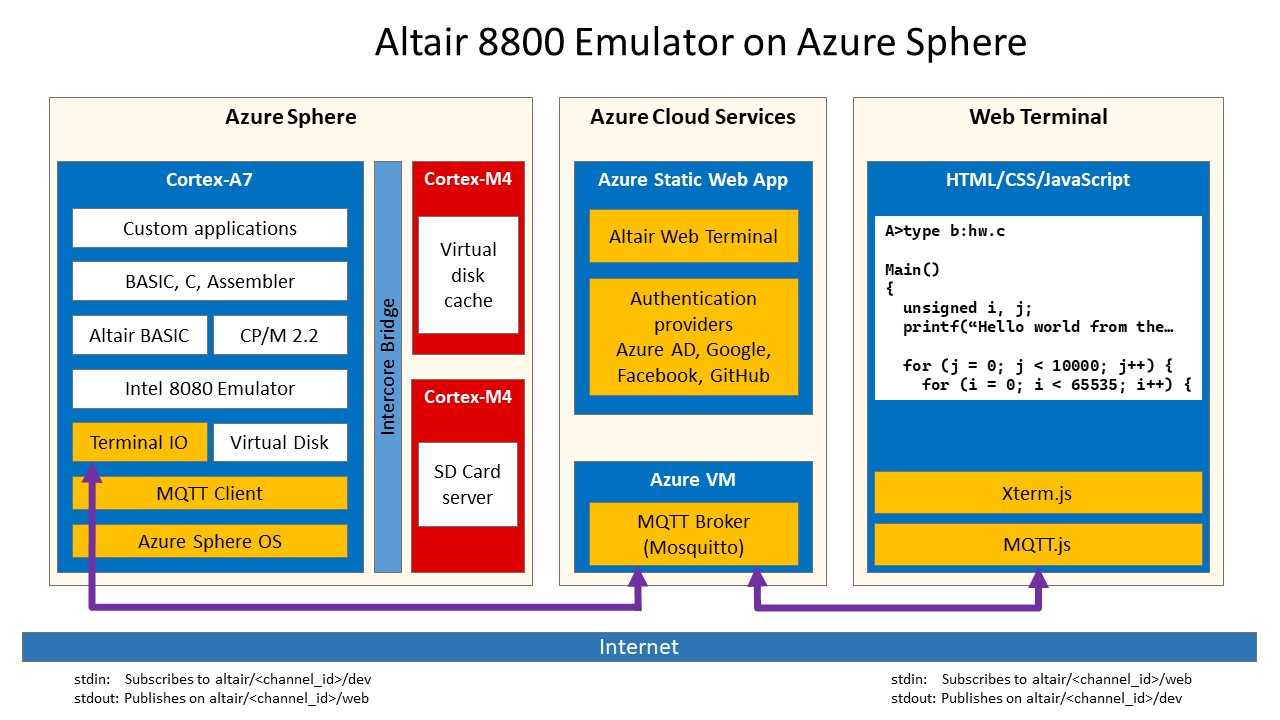 Altair 8800 Emulator on Azure Sphere
Azure Sphere
Cortex-A7
Custom applications
BASIC, C, Assembler
Altair BASIC
CP/M 2.2
Intel 8080 Emulator
Terminal IO
Virtual Disk
MQTT Client
Azure Sphere OS
Intercore Bridge
Cortex-M4
Virtual
disk
cache
Cortex-M4
SD Card
server
Azure Cloud Services
Azure Static Web App
Altair Web Terminal
Authentication
providers
Azure AD, Google,
Facebook, GitHub
Azure VM
MQTT Broker
(Mosquitto)
Web Terminal
HTML/CSS/JavaScript
A>type b:hw.c
Main()
{
unsigned i, j;
printf(“Hello world from the…
for (j = 0; j < 10000; j++) {
for (i = 0; i < 65535; i++) {
Xterm.js
MQTT.js
Internet
stdin: Subscribes to altair/<channel_id>/dev
stdout: Publishes on altair/<channel_id>/web
stdin: Subscribes to altair/<channel_id>/web
stdout: Publishes on altair/<channel_id>/dev